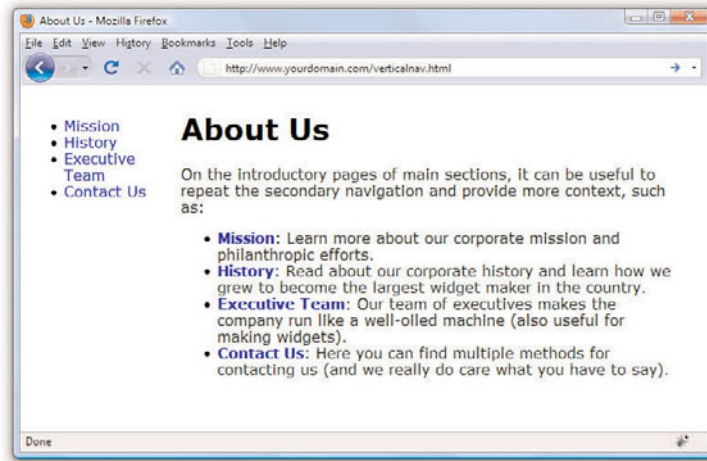 About Us - Mozilla Firefox
File Edit View History Bookmarks Tools Help
http://www.yourdomain.com/verticalnav.html
• Mission
• History
• Executive
Team
• Contact Us
About Us
On the introductory pages of main sections, it can be useful to
repeat the secondary navigation and provide more context, such
as:
• Mission: Learn more about our corporate mission and
philanthropic efforts.
• History: Read about our corporate history and learn how we
grew to become the largest widget maker in the country.
• Executive Team: Our team of executives makes the
company run like a well-oiled machine (also useful for
making widgets).
• Contact Us: Here you can find multiple methods for
contacting us (and we really do care what you have to say).
Done